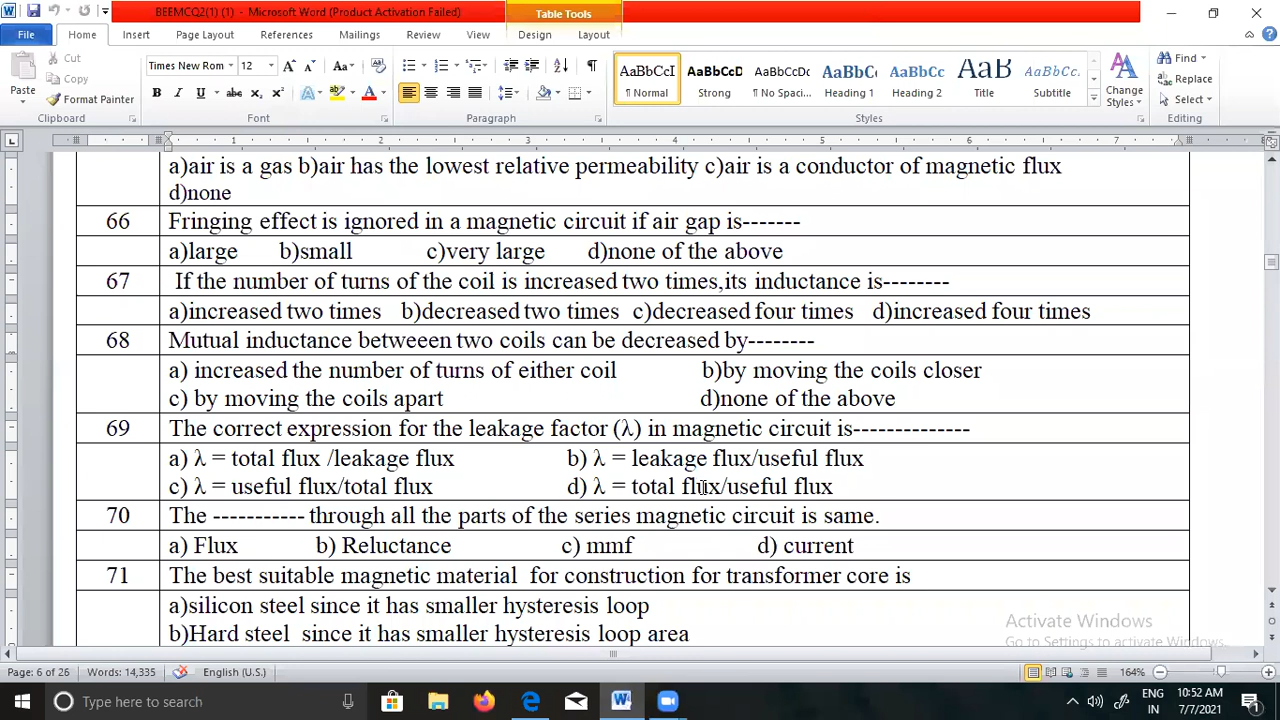 BEEMCQ2(1) (1) - Microsoft Word (Product Activation Failed)
Table Tools
File Home Insert Page Layout References Mailings Review View Design Layout
Paste
Cut
Copy
Format Painter
Clipboard
Times New Rom 12
Font
Paragraph
AaBbCcI AaBbCcD AaBbCcDc AaBbCc AaBbCc AaB AaBbCcL
¶ Normal Strong ¶ No Spaci... Heading 1 Heading 2 Title Subtitle
Change Styles
Styles
Find
Replace
Select
Editing
a)air is a gas b)air has the lowest relative permeability c)air is a conductor of magnetic flux
d)none
66 Fringing effect is ignored in a magnetic circuit if air gap is-------
a)large b)small c)very large d)none of the above
67 If the number of turns of the coil is increased two times,its inductance is--------
a)increased two times b)decreased two times c)decreased four times d)increased four times
68 Mutual inductance betweeen two coils can be decreased by--------
a) increased the number of turns of either coil b)by moving the coils closer
c) by moving the coils apart d)none of the above
69 The correct expression for the leakage factor (λ) in magnetic circuit is--------------
a) λ = total flux /leakage flux b) λ = leakage flux/useful flux
c) λ = useful flux/total flux d) λ = total flux/useful flux
70 The ----------- through all the parts of the series magnetic circuit is same.
a) Flux b) Reluctance c) mmf d) current
71 The best suitable magnetic material for construction for transformer core is
a)silicon steel since it has smaller hysteresis loop
b)Hard steel since it has smaller hysteresis loop area
Activate Windows
Go to Settings to activate Windows.
Page: 6 of 26 Words: 14,335 English (U.S.) 164%
Type here to search
ENG
IN
10:52 AM
7/7/2021